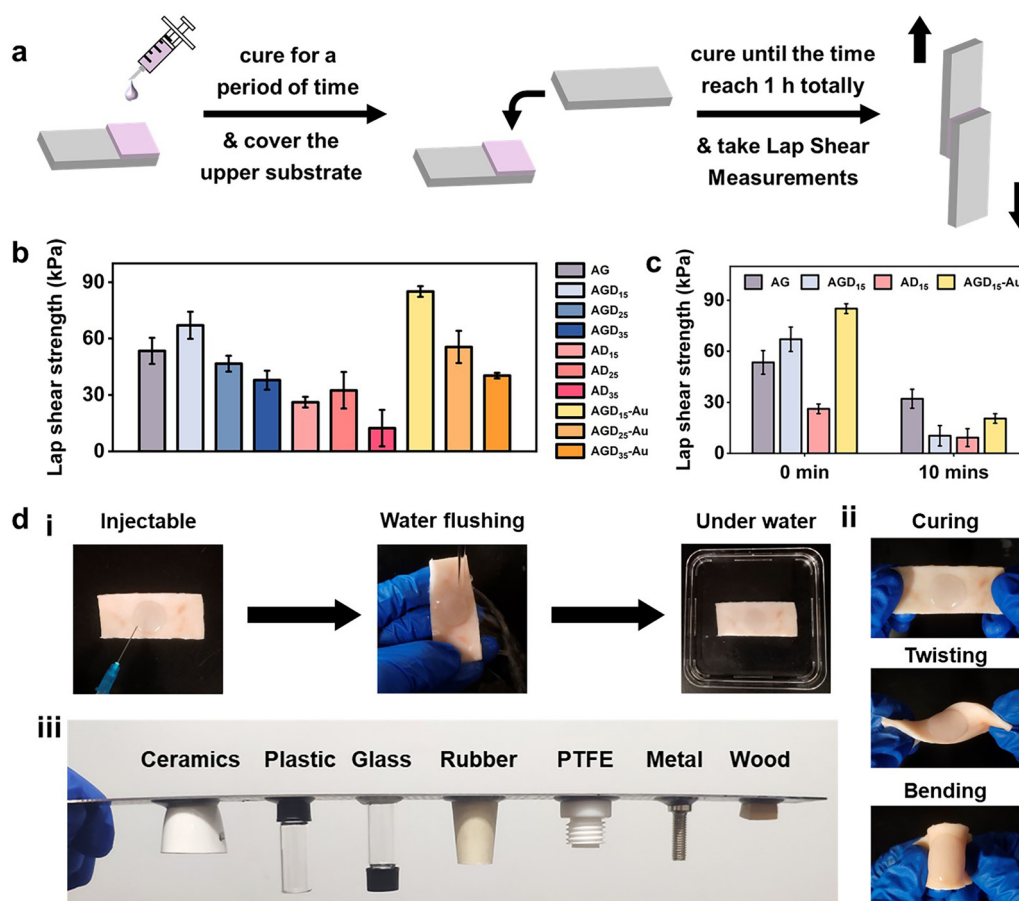 a
cure for a
period of time
& cover the
upper substrate
cure until the time
reach 1 h totally
& take Lap Shear
Measurements
b
Lap shear strength (kPa)
90
60
30
0
AG
AGD₁₅
AGD₂₅
AGD₃₅
AD₁₅
AD₂₅
AD₃₅
AGD₁₅-Au
AGD₂₅-Au
AGD₃₅-Au
c
Lap shear strength (kPa)
90
60
30
0
AG AGD₁₅ AD₁₅ AGD₁₅-Au
0 min 10 mins
d i
Injectable Water flushing Under water
ii
Curing
Twisting
Bending
iii
Ceramics Plastic Glass Rubber PTFE Metal Wood